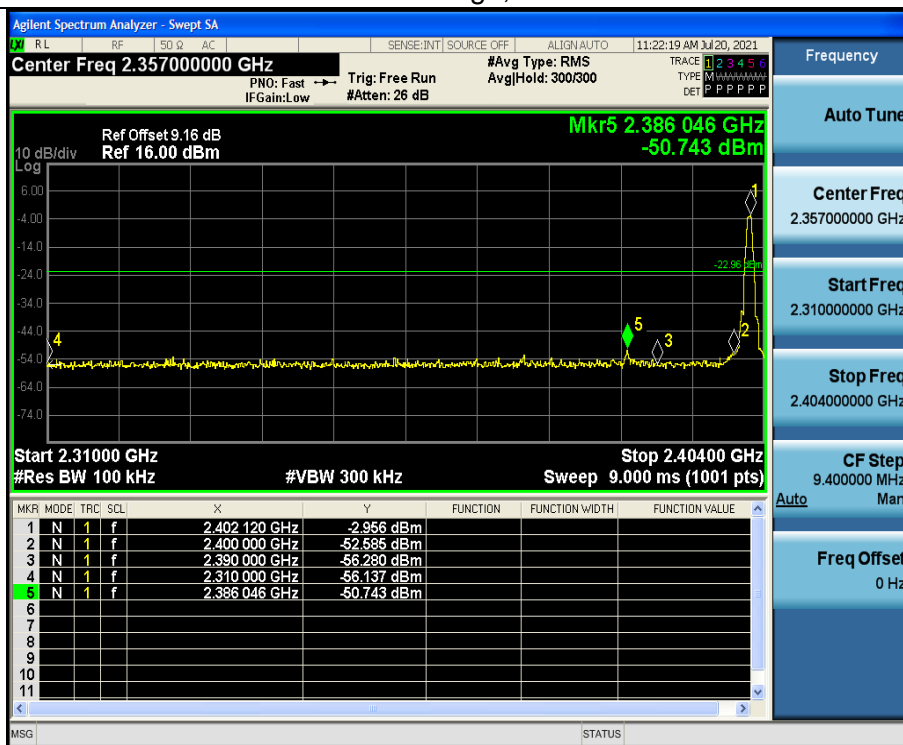 Agilent Spectrum Analyzer - Swept SA
LXI RL RF 50 Ω AC SENSE:INT SOURCE OFF ALIGN AUTO 11:22:19 AM Jul 20, 2021
Center Freq 2.357000000 GHz #Avg Type: RMS TRACE 1 2 3 4 5 6
PNO: Fast Trig: Free Run Avg|Hold: 300/300 TYPE M
IFGain:Low #Atten: 26 dB DET P P P P P P
Mkr5 2.386 046 GHz
-50.743 dBm
Ref Offset 9.16 dB
10 dB/div Ref 16.00 dBm
Log
6.00
-4.00
-14.0
-24.0
-34.0
-44.0
-54.0
-64.0
-74.0
1
-22.96 dBm
5
2
3
4
Start 2.31000 GHz Stop 2.40400 GHz
#Res BW 100 kHz #VBW 300 kHz Sweep 9.000 ms (1001 pts)
MKR MODE TRC SCL X Y FUNCTION FUNCTION WIDTH FUNCTION VALUE
1 N 1 f 2.402 120 GHz -2.956 dBm
2 N 1 f 2.400 000 GHz -52.585 dBm
3 N 1 f 2.390 000 GHz -56.280 dBm
4 N 1 f 2.310 000 GHz -56.137 dBm
5 N 1 f 2.386 046 GHz -50.743 dBm
6
7
8
9
10
11
MSG STATUS
Frequency
Auto Tune
Center Freq
2.357000000 GHz
Start Freq
2.310000000 GHz
Stop Freq
2.404000000 GHz
CF Step
9.400000 MHz
Auto Man
Freq Offset
0 Hz